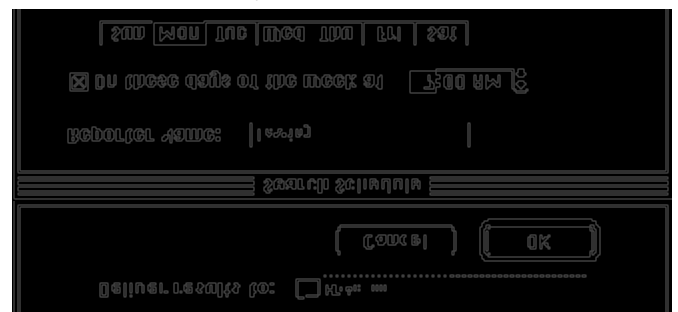 Deliver results to:
Cancel OK
Search Schedule
Reporter Name:
On these days of the week at 7:00 AM
Sun Mon Tue Wed Thu Fri Sat